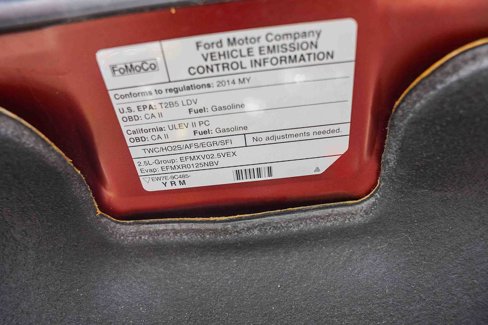 FoMoCo
Ford Motor Company
VEHICLE EMISSION
CONTROL INFORMATION
Conforms to regulations: 2014 MY
U.S. EPA: T2B5 LDV
OBD: CA II Fuel: Gasoline
California: ULEV II PC
OBD: CA II Fuel: Gasoline
TWC/HO2S/AFS/EGR/SFI No adjustments needed.
2.5L-Group: EFMXV02.5VEX
Evap: EFMXR0125NBV
EW7E-9C485-
YRM